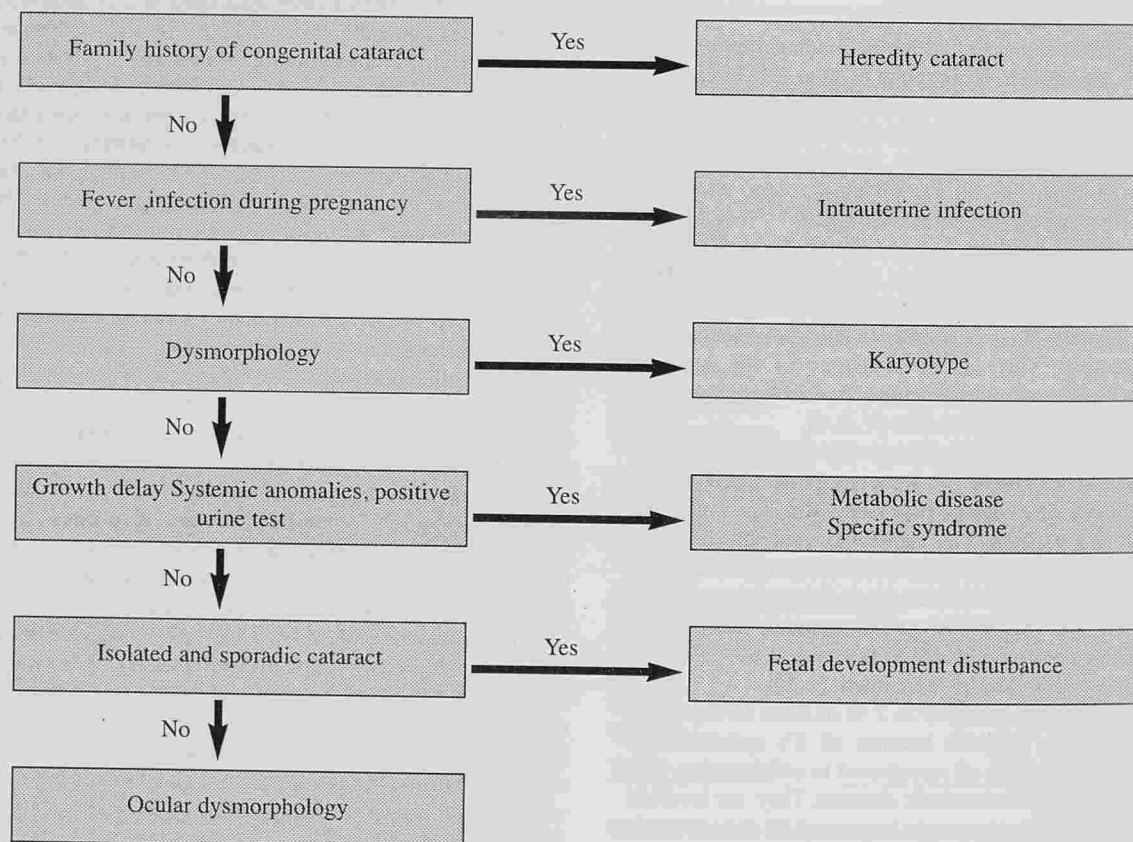 Family history of congenital cataract
Yes
Heredity cataract
No
Fever ,infection during pregnancy
Yes
Intrauterine infection
No
Dysmorphology
Yes
Karyotype
No
Growth delay Systemic anomalies, positive
urine test
Yes
Metabolic disease
Specific syndrome
No
Isolated and sporadic cataract
Yes
Fetal development disturbance
No
Ocular dysmorphology